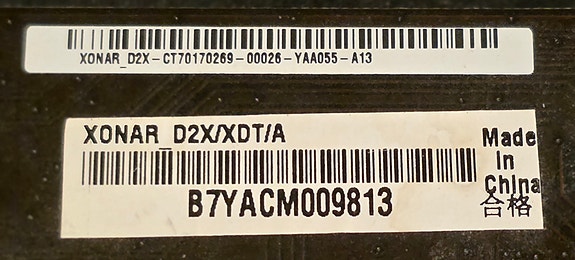 XONAR_D2X-CT70170269-00026-YAA055-A13
XONAR_D2X/XDT/A
B7YACM009813
Made
in
China
合格